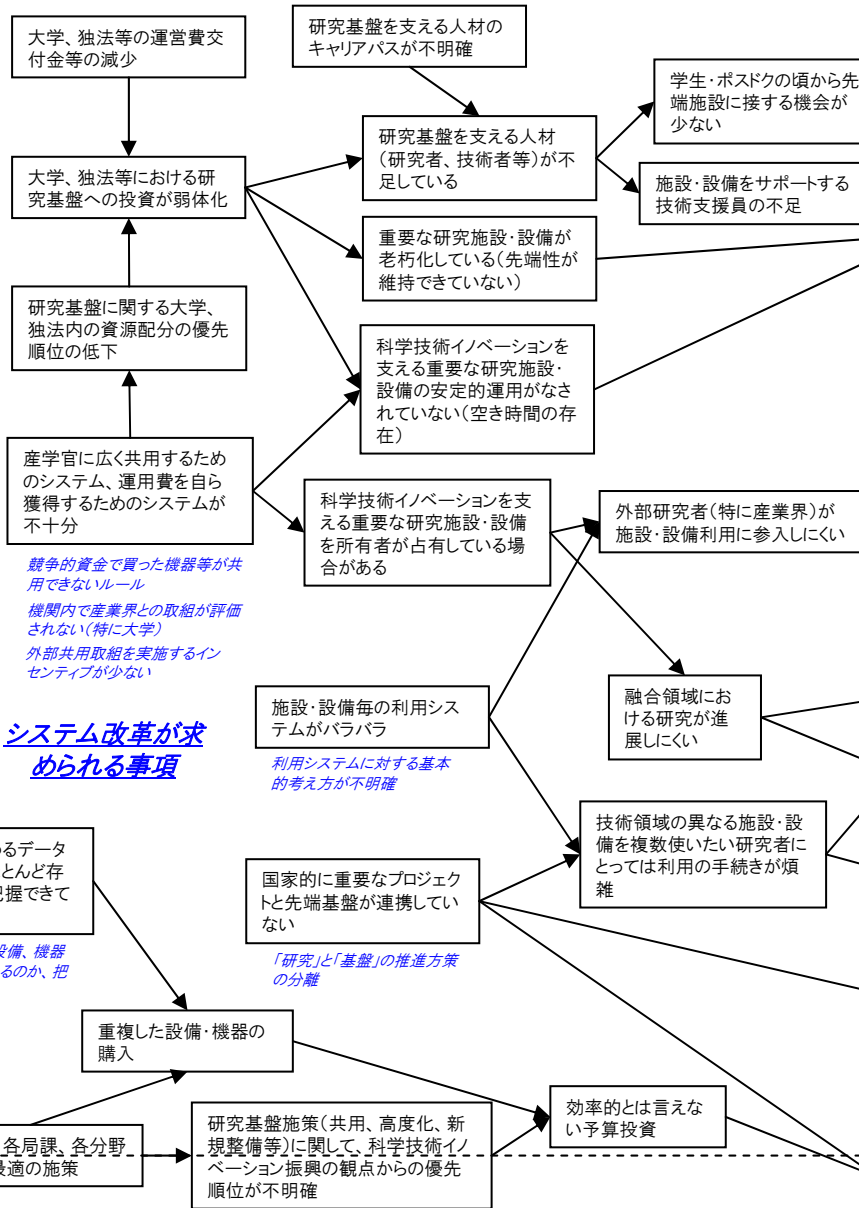 大学、独法等の運営費交
付金等の減少
研究基盤を支える人材の
キャリアパスが不明確
学生・ポスドクの頃から先
端施設に接する機会が
少ない
研究基盤を支える人材
（研究者、技術者等）が不
足している
大学、独法等における研
究基盤への投資が弱体化
施設・設備をサポートする
技術支援員の不足
重要な研究施設・設備が
老朽化している（先端性が
維持できていない）
研究基盤に関する大学、
独法内の資源配分の優先
順位の低下
科学技術イノベーションを
支える重要な研究施設・
設備の安定的運用がなさ
れていない（空き時間の存
在）
産学官に広く共用するため
のシステム、運用費を自ら
獲得するためのシステムが
不十分
科学技術イノベーションを支
える重要な研究施設・設備
を所有者が占有している場
合がある
外部研究者（特に産業界）が
施設・設備利用に参入しにくい
競争的資金で買った機器等が共
用できないルール
機関内で産業界との取組が評価
されない（特に大学）
外部共用取組を実施するイン
センティブが少ない
施設・設備毎の利用シス
テムがバラバラ
融合領域にお
ける研究が進
展しにくい
システム改革が求
められる事項
利用システムに対する基本
的考え方が不明確
技術領域の異なる施設・設
備を複数使いたい研究者に
とっては利用の手続きが煩
雑
るデータ
とんど存
握できて
国家的に重要なプロジェク
トと先端基盤が連携してい
ない
設備、機器
るのか、把
「研究」と「基盤」の推進方策
の分離
重複した設備・機器の
購入
効率的とは言えな
い予算投資
各局課、各分野
最適の施策
研究基盤施策（共用、高度化、新
規整備等）に関して、科学技術イノ
ベーション振興の観点からの優先
順位が不明確